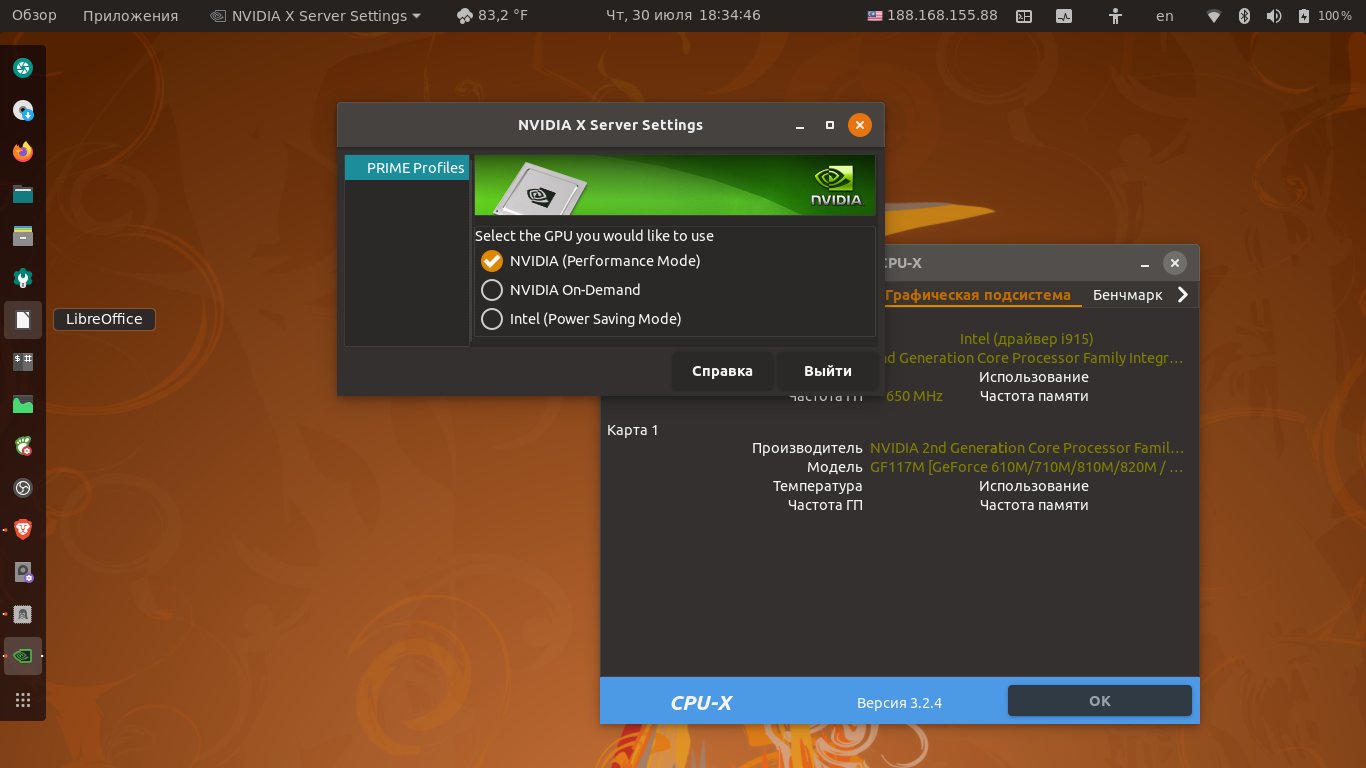 Обзор Приложения NVIDIA X Server Settings 83,2 °F Чт, 30 июля 18:34:46 188.168.155.88 en 100 %
NVIDIA X Server Settings
PRIME Profiles
NVIDIA
Select the GPU you would like to use
NVIDIA (Performance Mode)
NVIDIA On-Demand
Intel (Power Saving Mode)
Справка Выйти
LibreOffice
CPU-X
Графическая подсистема Бенчмарк
Intel (драйвер i915)
Generation Core Processor Family Integr…
Использование
Частота ГП 650 MHz Частота памяти
Карта 1
Производитель NVIDIA 2nd Generation Core Processor Famil…
Модель GF117M [GeForce 610M/710M/810M/820M / …
Температура Использование
Частота ГП Частота памяти
CPU-X Версия 3.2.4 OK